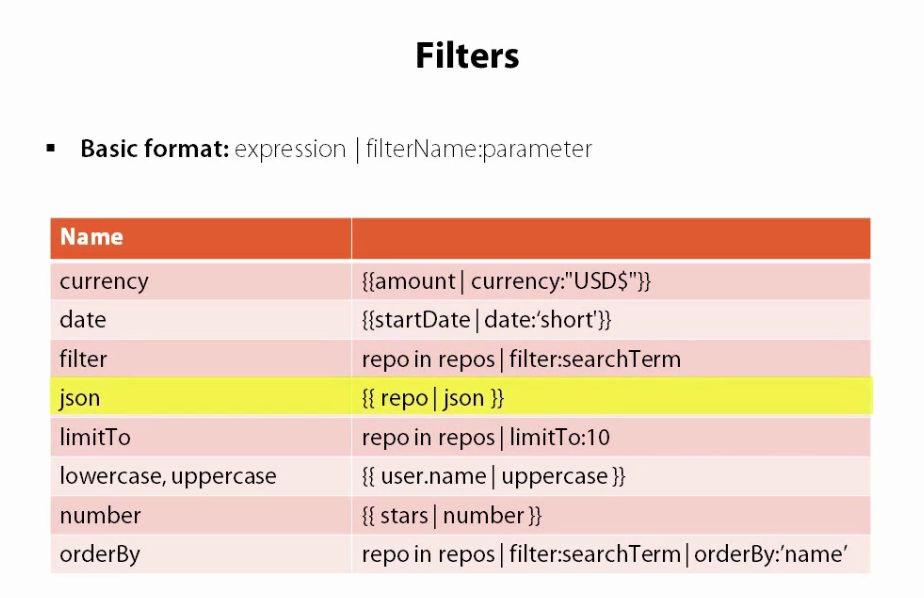 Filters
▪ Basic format: expression | filterName:parameter
Name
currency {{amount | currency:"USD$"}}
date {{startDate | date:‘short'}}
filter repo in repos | filter:searchTerm
json {{ repo | json }}
limitTo repo in repos | limitTo:10
lowercase, uppercase {{ user.name | uppercase }}
number {{ stars | number }}
orderBy repo in repos | filter:searchTerm | orderBy:’name’